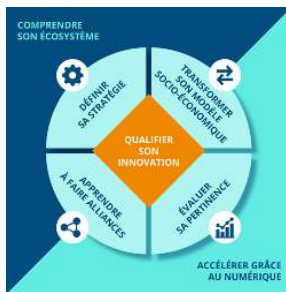 COMPRENDRE
SON ÉCOSYSTÈME
DÉFINIR
SA STRATÉGIE
TRANSFORMER
SON MODÈLE
SOCIO-ÉCONOMIQUE
QUALIFIER
SON
INNOVATION
APPRENDRE
À FAIRE ALLIANCES
ÉVALUER
SA PERTINENCE
ACCÉLÉRER GRÂCE
AU NUMÉRIQUE